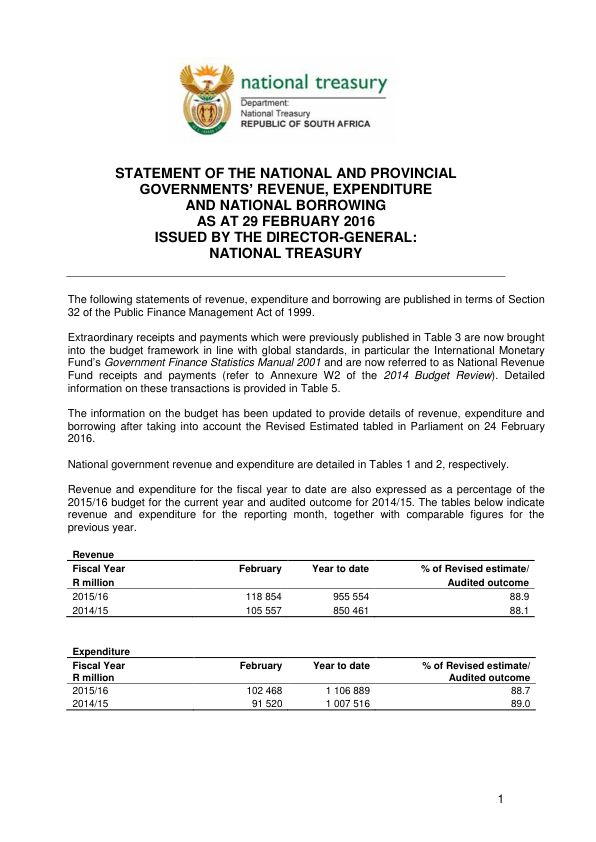 national treasury
Department:
National Treasury
REPUBLIC OF SOUTH AFRICA
STATEMENT OF THE NATIONAL AND PROVINCIAL
GOVERNMENTS' REVENUE, EXPENDITURE
AND NATIONAL BORROWING
AS AT 29 FEBRUARY 2016
ISSUED BY THE DIRECTOR-GENERAL:
NATIONAL TREASURY
The following statements of revenue, expenditure and borrowing are published in terms of Section
32 of the Public Finance Management Act of 1999.
Extraordinary receipts and payments which were previously published in Table 3 are now brought
into the budget framework in line with global standards, in particular the International Monetary
Fund's Government Finance Statistics Manual 2001 and are now referred to as National Revenue
Fund receipts and payments (refer to Annexure W2 of the 2014 Budget Review). Detailed
information on these transactions is provided in Table 5.
The information on the budget has been updated to provide details of revenue, expenditure and
borrowing after taking into account the Revised Estimated tabled in Parliament on 24 February
2016.
National government revenue and expenditure are detailed in Tables 1 and 2, respectively.
Revenue and expenditure for the fiscal year to date are also expressed as a percentage of the
2015/16 budget for the current year and audited outcome for 2014/15. The tables below indicate
revenue and expenditure for the reporting month, together with comparable figures for the
previous year.
Revenue
Fiscal Year February Year to date % of Revised estimate/
R million Audited outcome
2015/16 118 854 955 554 88.9
2014/15 105 557 850 461 88.1
Expenditure
Fiscal Year February Year to date % of Revised estimate/
R million Audited outcome
2015/16 102 468 1 106 889 88.7
2014/15 91 520 1 007 516 89.0
1